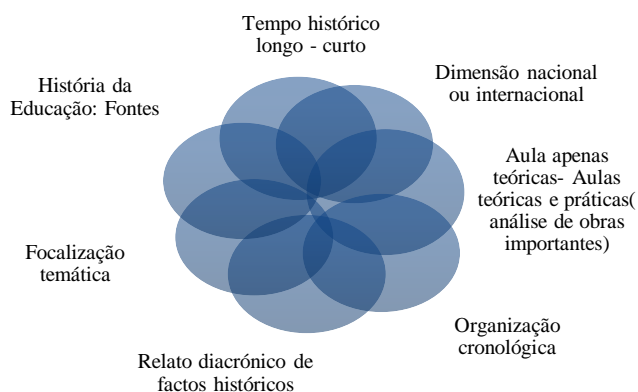 Tempo histórico
longo - curto
Dimensão nacional
ou internacional
Aula apenas
teóricas- Aulas
teóricas e práticas(
análise de obras
importantes)
Organização
cronológica
Relato diacrónico de
factos históricos
Focalização
temática
História da
Educação: Fontes